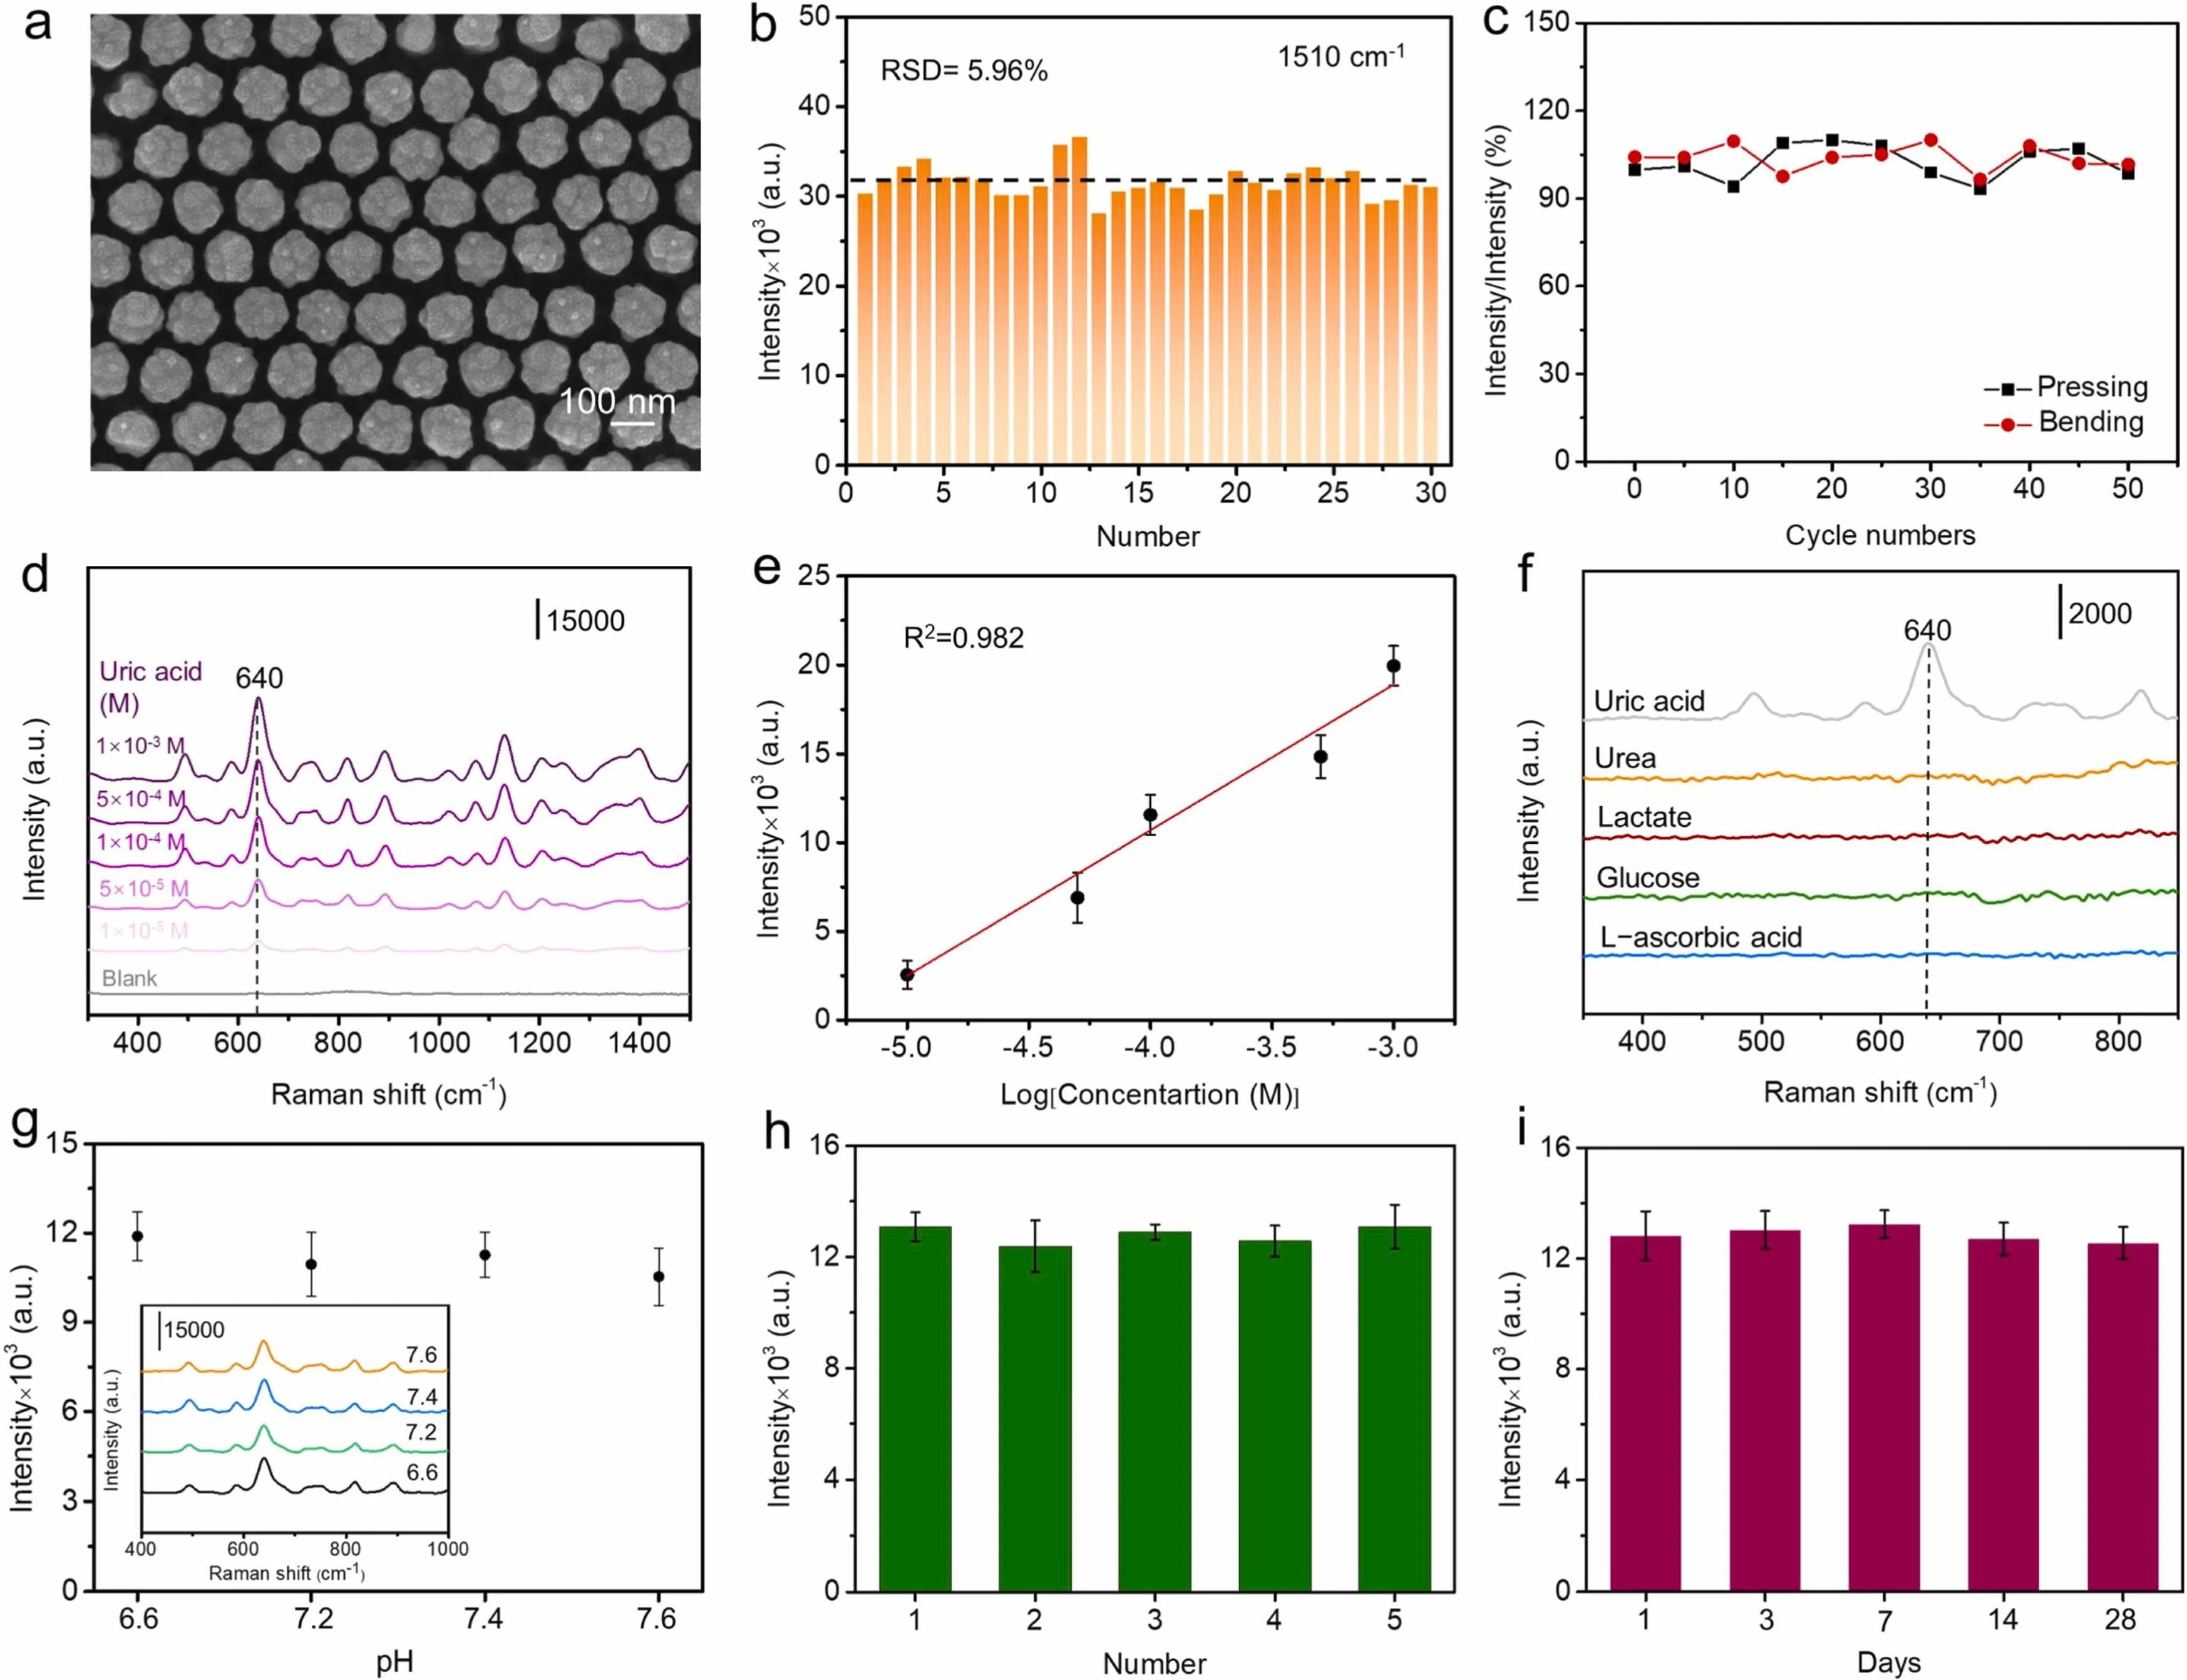 a
100 nm
b
RSD= 5.96%
1510 cm⁻¹
50
40
30
20
10
0
Intensity×10³ (a.u.)
0 5 10 15 20 25 30
Number
c
150
120
90
60
30
0
Intensity/Intensity (%)
Pressing
Bending
0 10 20 30 40 50
Cycle numbers
d
15000
Uric acid
(M)
640
1×10⁻³ M
5×10⁻⁴ M
1×10⁻⁴ M
5×10⁻⁵ M
1×10⁻⁵ M
Blank
Intensity (a.u.)
400 600 800 1000 1200 1400
Raman shift (cm⁻¹)
e
R²=0.982
25
20
15
10
5
0
Intensity×10³ (a.u.)
-5.0 -4.5 -4.0 -3.5 -3.0
Log[Concentartion (M)]
f
2000
640
Uric acid
Urea
Lactate
Glucose
L−ascorbic acid
Intensity (a.u.)
400 500 600 700 800
Raman shift (cm⁻¹)
g
15
12
9
6
3
0
Intensity×10³ (a.u.)
15000
7.6
7.4
7.2
6.6
Intensity (a.u.)
400 600 800 1000
Raman shift (cm⁻¹)
6.6 7.2 7.4 7.6
pH
h
16
12
8
4
0
Intensity×10³ (a.u.)
1 2 3 4 5
Number
i
16
12
8
4
0
Intensity×10³ (a.u.)
1 3 7 14 28
Days